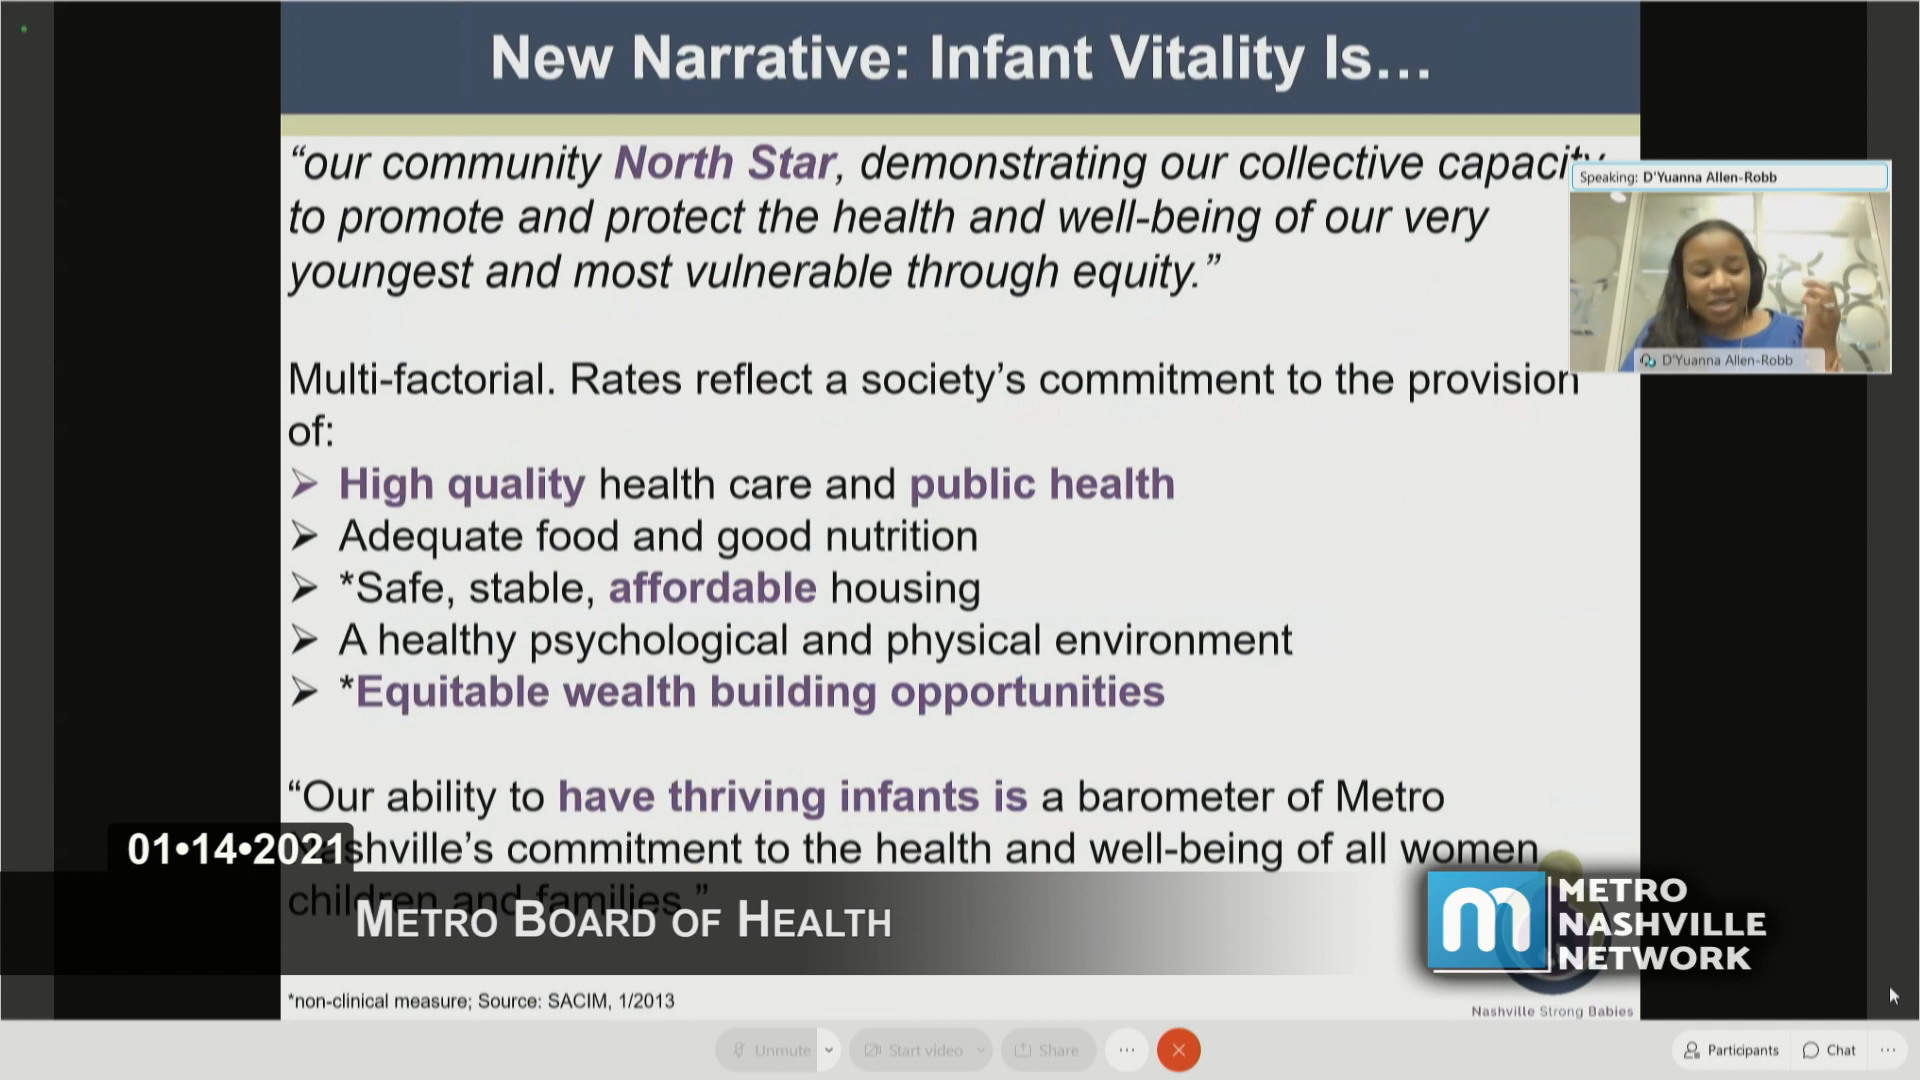 New Narrative: Infant Vitality Is...
“our community North Star, demonstrating our collective capacity
to promote and protect the health and well-being of our very
youngest and most vulnerable through equity.”
Speaking: D'Yuanna Allen-Robb
D'Yuanna Allen-Robb
Multi-factorial. Rates reflect a society’s commitment to the provision
of:
➢ High quality health care and public health
➢ Adequate food and good nutrition
➢ *Safe, stable, affordable housing
➢ A healthy psychological and physical environment
➢ *Equitable wealth building opportunities
“Our ability to have thriving infants is a barometer of Metro
Nashville’s commitment to the health and well-being of all women
children and families.”
01•14•2021
METRO BOARD OF HEALTH
METRO
NASHVILLE
NETWORK
*non-clinical measure; Source: SACIM, 1/2013
Nashville Strong Babies
Unmute
Start video
Share
Participants
Chat